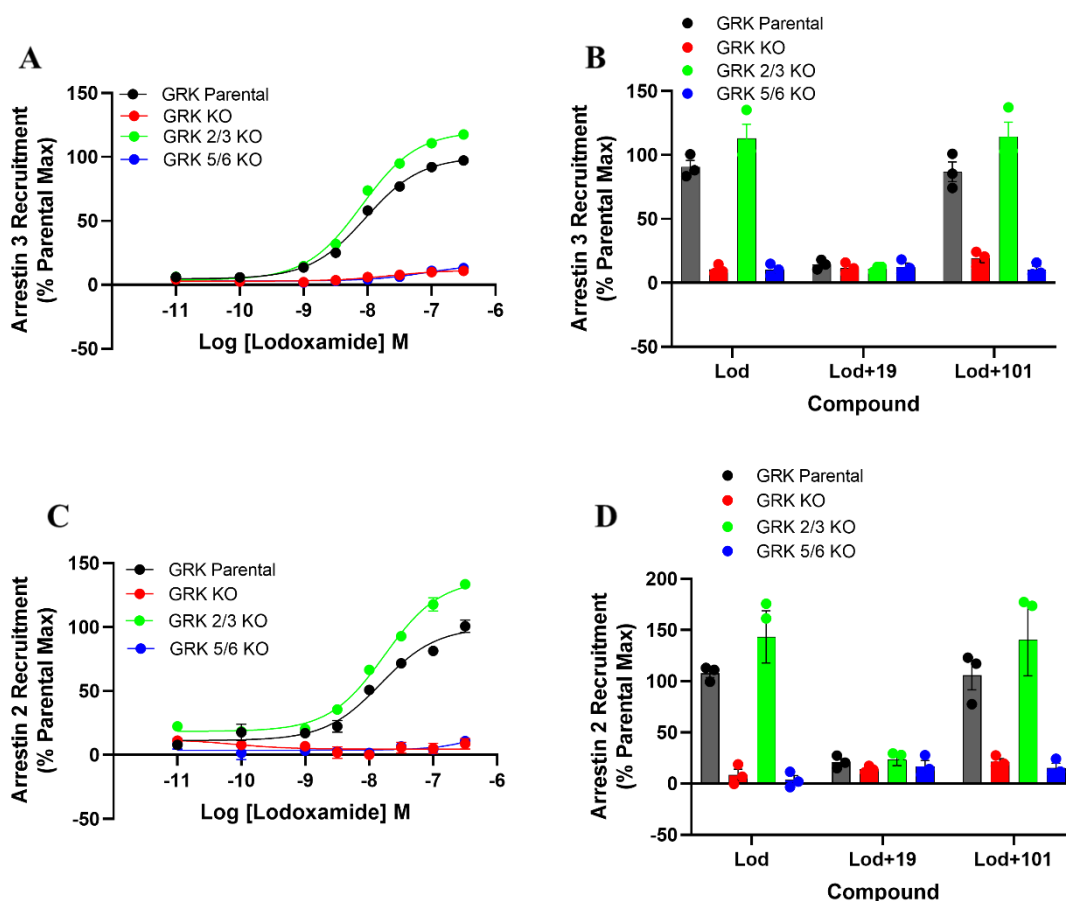 A
GRK Parental
GRK KO
GRK 2/3 KO
GRK 5/6 KO
Arrestin 3 Recruitment
(% Parental Max)
150
100
50
0
-50
-11
-10
-9
-8
-7
-6
Log [Lodoxamide] M
B
GRK Parental
GRK KO
GRK 2/3 KO
GRK 5/6 KO
Arrestin 3 Recruitment
(% Parental Max)
150
100
50
0
-50
Lod
Lod+19
Lod+101
Compound
C
GRK Parental
GRK KO
GRK 2/3 KO
GRK 5/6 KO
Arrestin 2 Recruitment
(% Parental Max)
150
100
50
0
-50
-11
-10
-9
-8
-7
-6
Log [Lodoxamide] M
D
GRK Parental
GRK KO
GRK 2/3 KO
GRK 5/6 KO
Arrestin 2 Recruitment
(% Parental Max)
200
150
100
50
0
-50
Lod
Lod+19
Lod+101
Compound